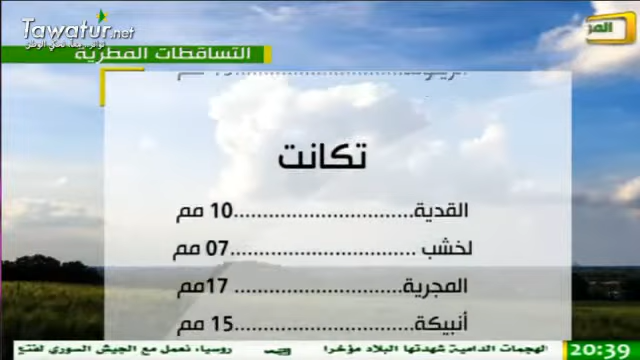 Tawatur.net
التساقطات المطرية
تكانت
القدية.................................10 مم
لخشب .................................07 مم
المجرية.............................. 17مم
أنبيكة..................................15 مم
20:39
الهجمات الدامية شهدتها البلاد مؤخرا
روسيا، نعمل مع الجيش السوري لفتح